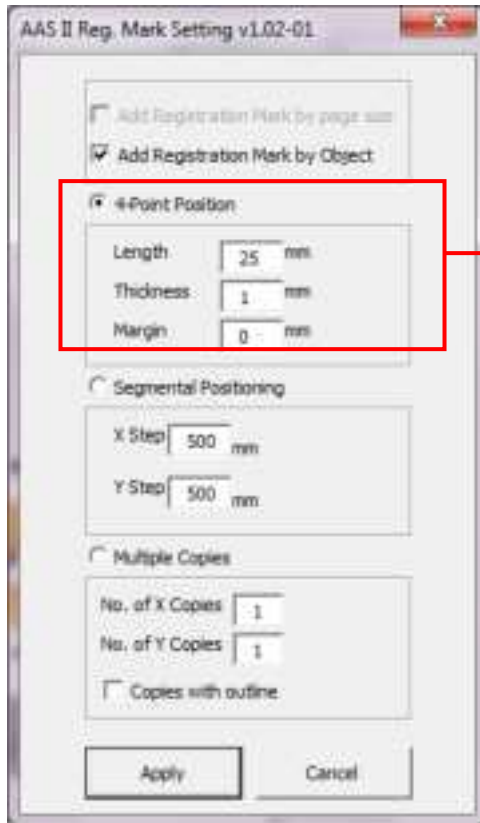 AAS II Reg. Mark Setting v1.02-01
Add Registration Mark by page size
Add Registration Mark by Object
4-Point Position
Length 25 mm
Thickness 1 mm
Margin 0 mm
Segmental Positioning
X Step 500 mm
Y Step 500 mm
Multiple Copies
No. of X Copies 1
No. of Y Copies 1
Copies with outline
Apply Cancel